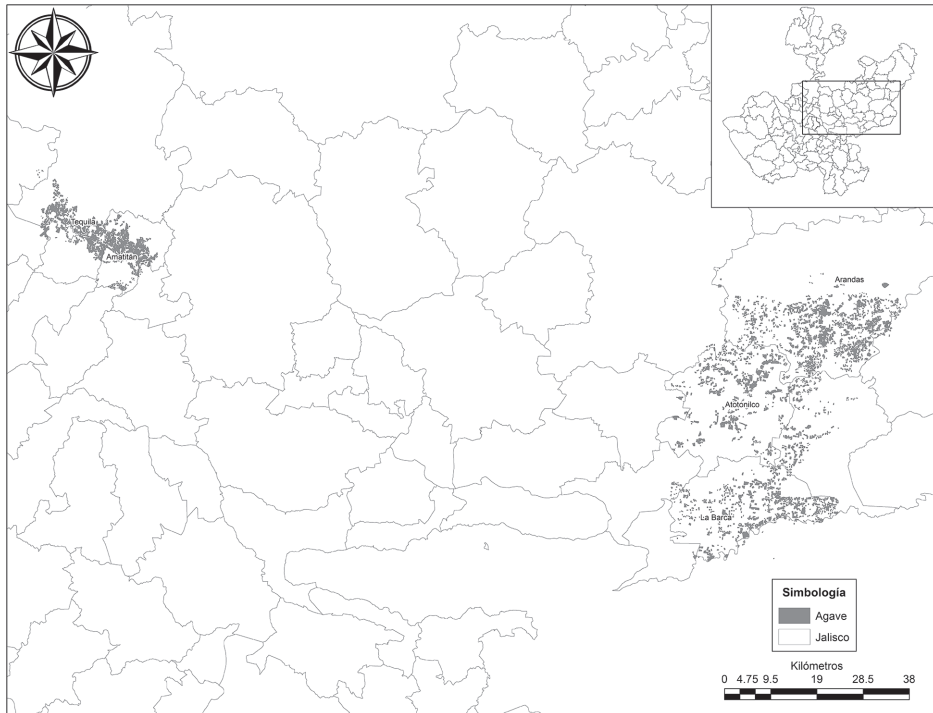 Tequila
Amatitán
Arandas
Atotonilco
La Barca
Simbología
Agave
Jalisco
Kilómetros
0 4.75 9.5 19 28.5 38